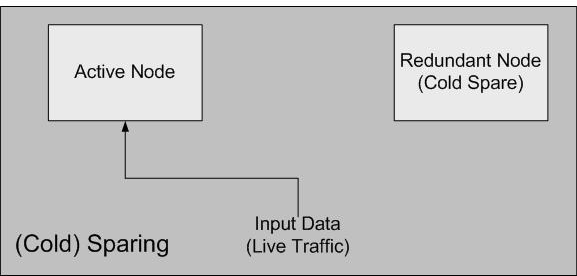 Active Node
Redundant Node
(Cold Spare)
Input Data
(Live Traffic)
(Cold) Sparing